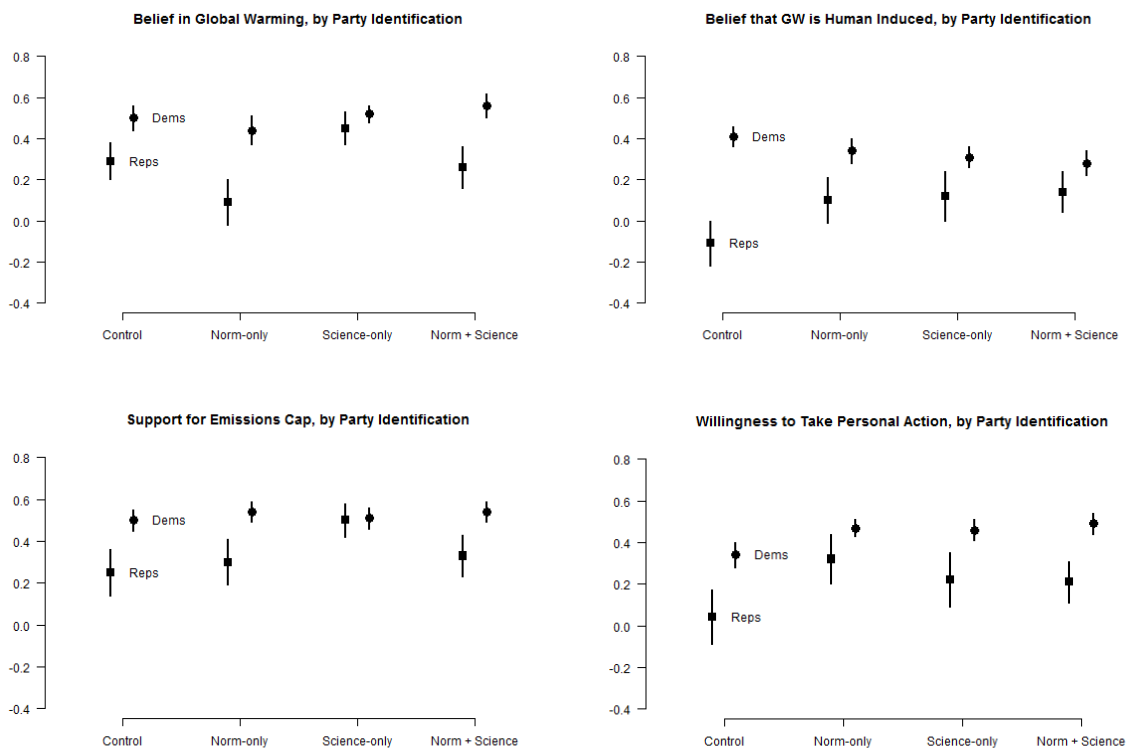 Belief in Global Warming, by Party Identification
0.8
0.6
0.4
0.2
0.0
-0.2
-0.4
Dems
Reps
Control Norm-only Science-only Norm + Science
Belief that GW is Human Induced, by Party Identification
0.8
0.6
0.4
0.2
0.0
-0.2
-0.4
Dems
Reps
Control Norm-only Science-only Norm + Science
Support for Emissions Cap, by Party Identification
0.8
0.6
0.4
0.2
0.0
-0.2
-0.4
Dems
Reps
Control Norm-only Science-only Norm + Science
Willingness to Take Personal Action, by Party Identification
0.8
0.6
0.4
0.2
0.0
-0.2
-0.4
Dems
Reps
Control Norm-only Science-only Norm + Science